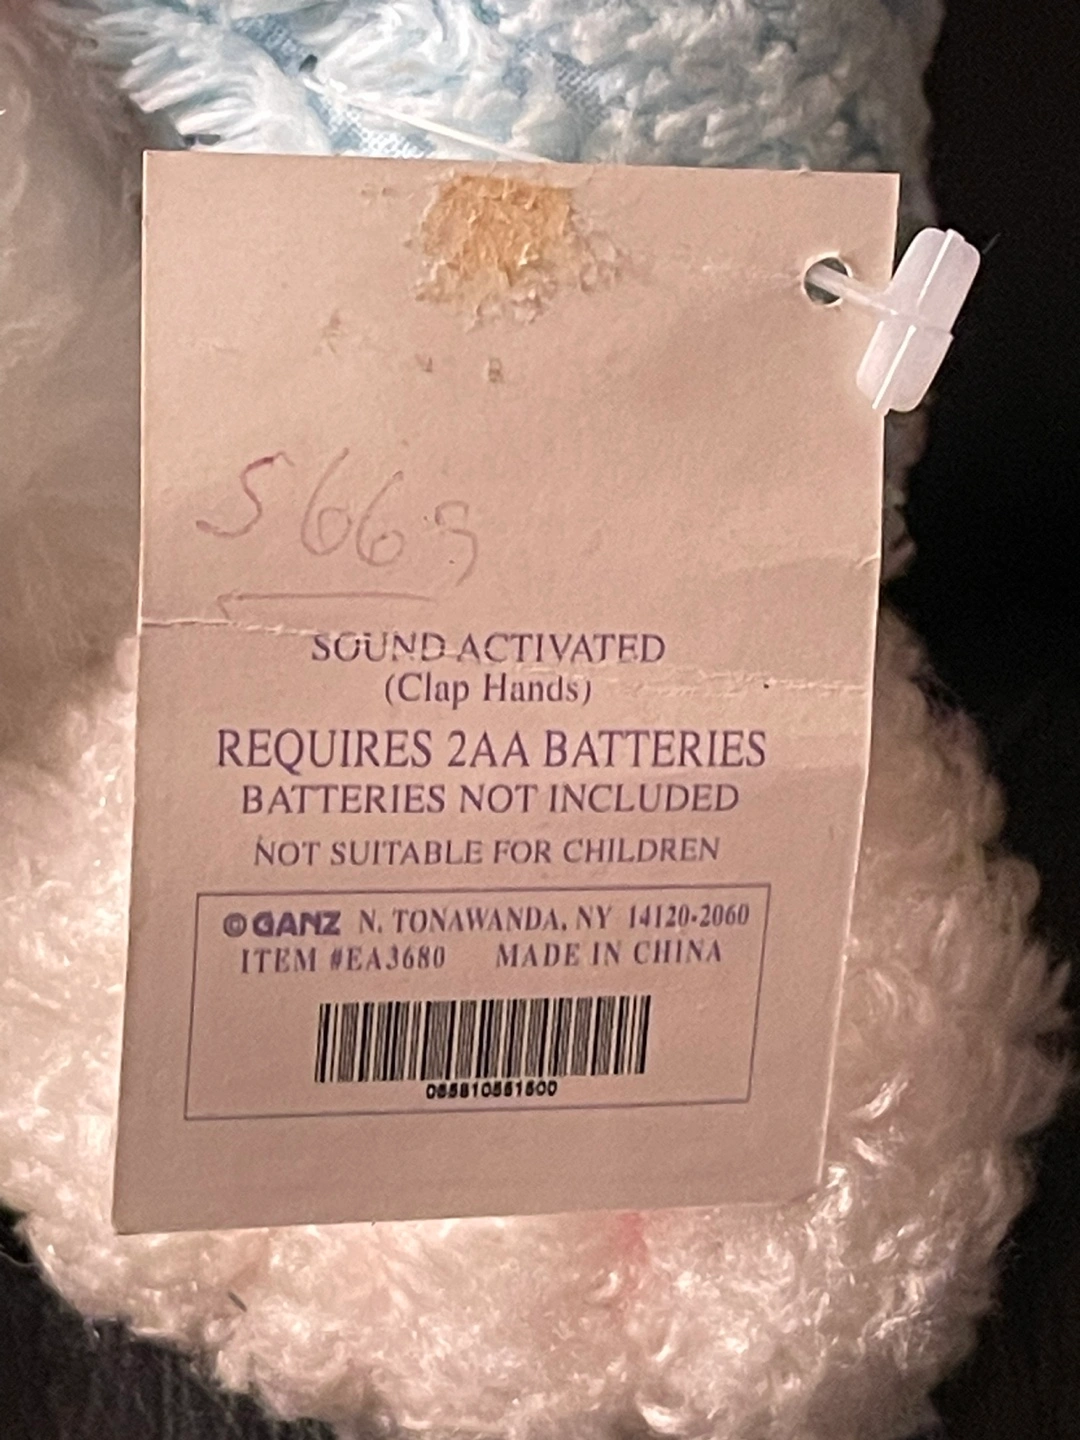 5669
SOUND ACTIVATED
(Clap Hands)
REQUIRES 2AA BATTERIES
BATTERIES NOT INCLUDED
NOT SUITABLE FOR CHILDREN
©GANZ N. TONAWANDA, NY 14120-2060
ITEM #EA3680 MADE IN CHINA